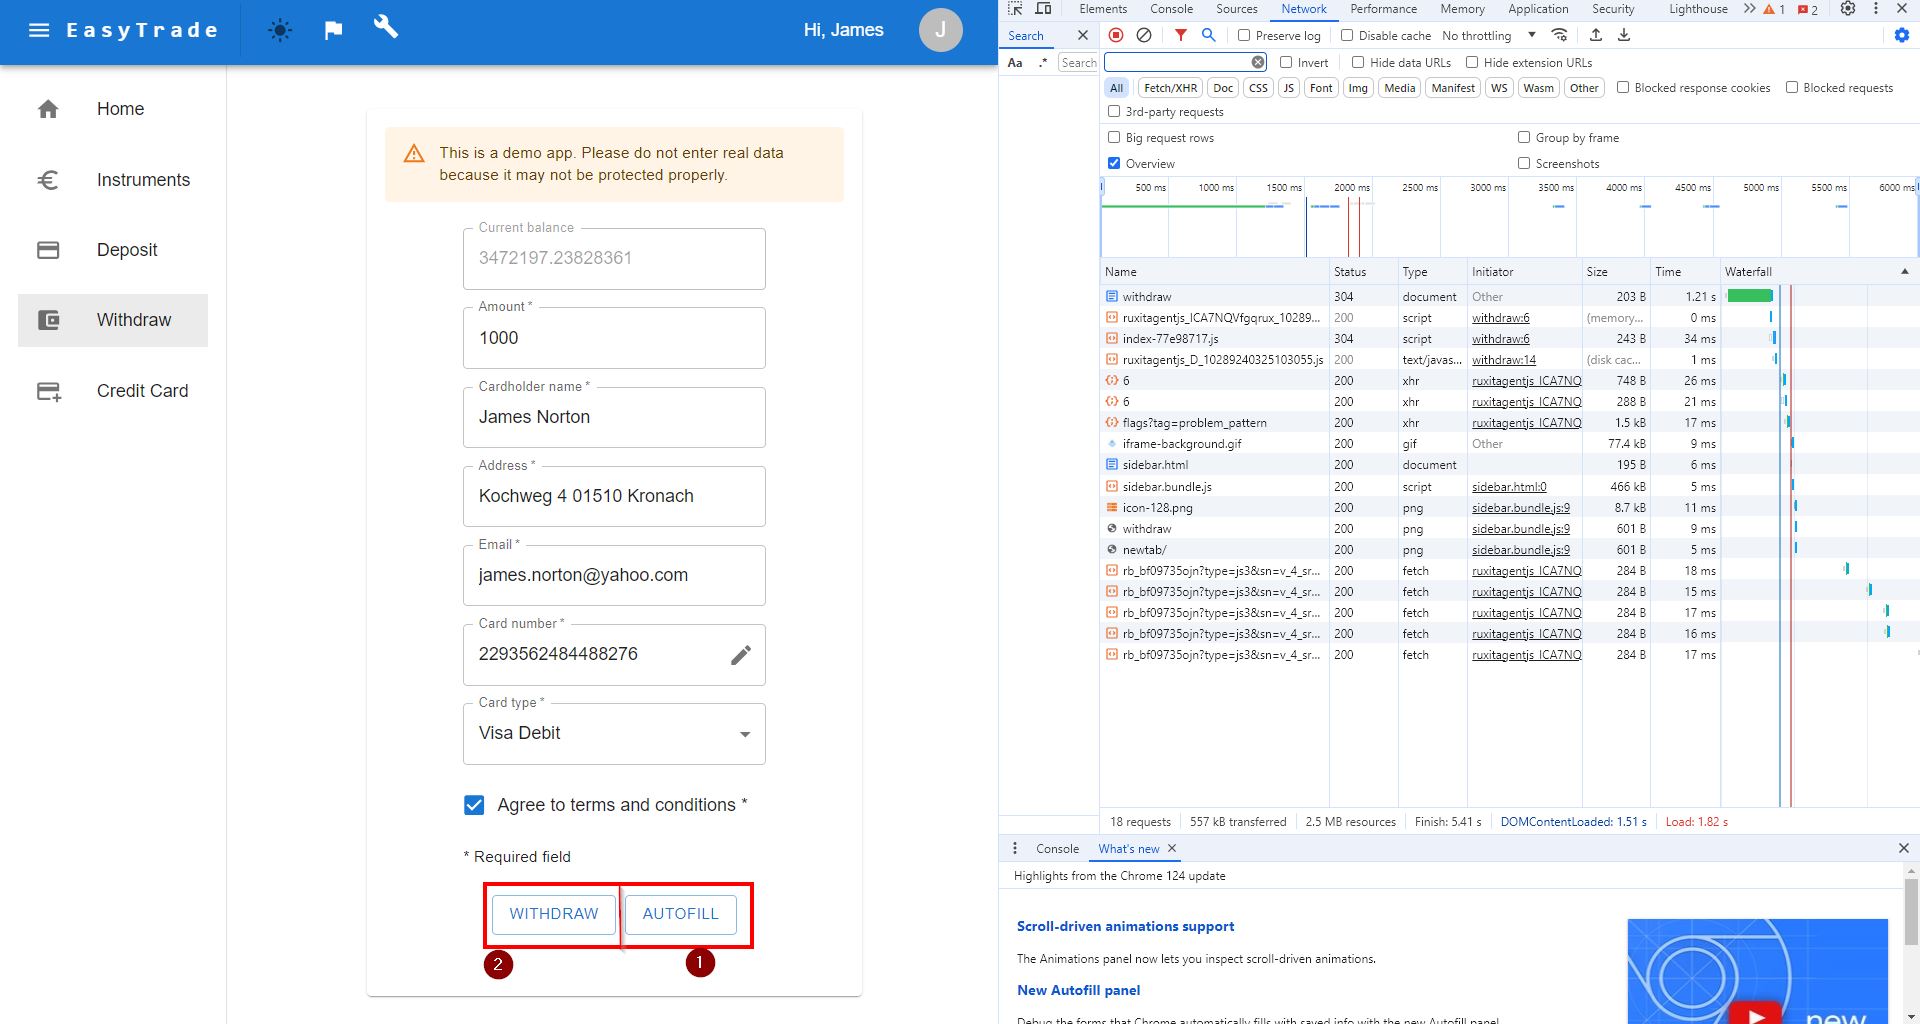 EasyTrade
Hi, James
J
Home
Instruments
Deposit
Withdraw
Credit Card
This is a demo app. Please do not enter real data
because it may not be protected properly.
Current balance
3472197.23828361
Amount *
1000
Cardholder name *
James Norton
Address *
Kochweg 4 01510 Kronach
Email *
james.norton@yahoo.com
Card number *
2293562484488276
Card type *
Visa Debit
Agree to terms and conditions *
* Required field
WITHDRAW AUTOFILL
2 1
Elements Console Sources Network Performance Memory Application Security Lighthouse 1 2
Search
Aa .* Search
Preserve log Disable cache No throttling
Invert Hide data URLs Hide extension URLs
All Fetch/XHR Doc CSS JS Font Img Media Manifest WS Wasm Other Blocked response cookies Blocked requests
3rd-party requests
Big request rows Group by frame
Overview Screenshots
500 ms 1000 ms 1500 ms 2000 ms 2500 ms 3000 ms 3500 ms 4000 ms 4500 ms 5000 ms 5500 ms 6000 ms
Name Status Type Initiator Size Time Waterfall
withdraw 304 document Other 203 B 1.21 s
ruxitagentjs_ICA7NQVfgqrux_10289... 200 script withdraw:6 (memory... 0 ms
index-77e98717.js 304 script withdraw:6 243 B 34 ms
ruxitagentjs_D_10289240325103055.js 200 text/javas... withdraw:14 (disk cac... 1 ms
6 200 xhr ruxitagentjs_ICA7NQ 748 B 26 ms
6 200 xhr ruxitagentjs_ICA7NQ 288 B 21 ms
flags?tag=problem_pattern 200 xhr ruxitagentjs_ICA7NQ 1.5 kB 17 ms
iframe-background.gif 200 gif Other 77.4 kB 9 ms
sidebar.html 200 document 195 B 6 ms
sidebar.bundle.js 200 script sidebar.html:0 466 kB 5 ms
icon-128.png 200 png sidebar.bundle.js:9 8.7 kB 11 ms
withdraw 200 png sidebar.bundle.js:9 601 B 9 ms
newtab/ 200 png sidebar.bundle.js:9 601 B 5 ms
rb_bf09735ojn?type=js3&sn=v_4_sr... 200 fetch ruxitagentjs_ICA7NQ 284 B 18 ms
rb_bf09735ojn?type=js3&sn=v_4_sr... 200 fetch ruxitagentjs_ICA7NQ 284 B 15 ms
rb_bf09735ojn?type=js3&sn=v_4_sr... 200 fetch ruxitagentjs_ICA7NQ 284 B 17 ms
rb_bf09735ojn?type=js3&sn=v_4_sr... 200 fetch ruxitagentjs_ICA7NQ 284 B 16 ms
rb_bf09735ojn?type=js3&sn=v_4_sr... 200 fetch ruxitagentjs_ICA7NQ 284 B 17 ms
18 requests 557 kB transferred 2.5 MB resources Finish: 5.41 s DOMContentLoaded: 1.51 s Load: 1.82 s
Console What's new
Highlights from the Chrome 124 update
Scroll-driven animations support
The Animations panel now lets you inspect scroll-driven animations.
New Autofill panel
Debug the forms that Chrome automatically fills with saved info with the new Autofill panel
new